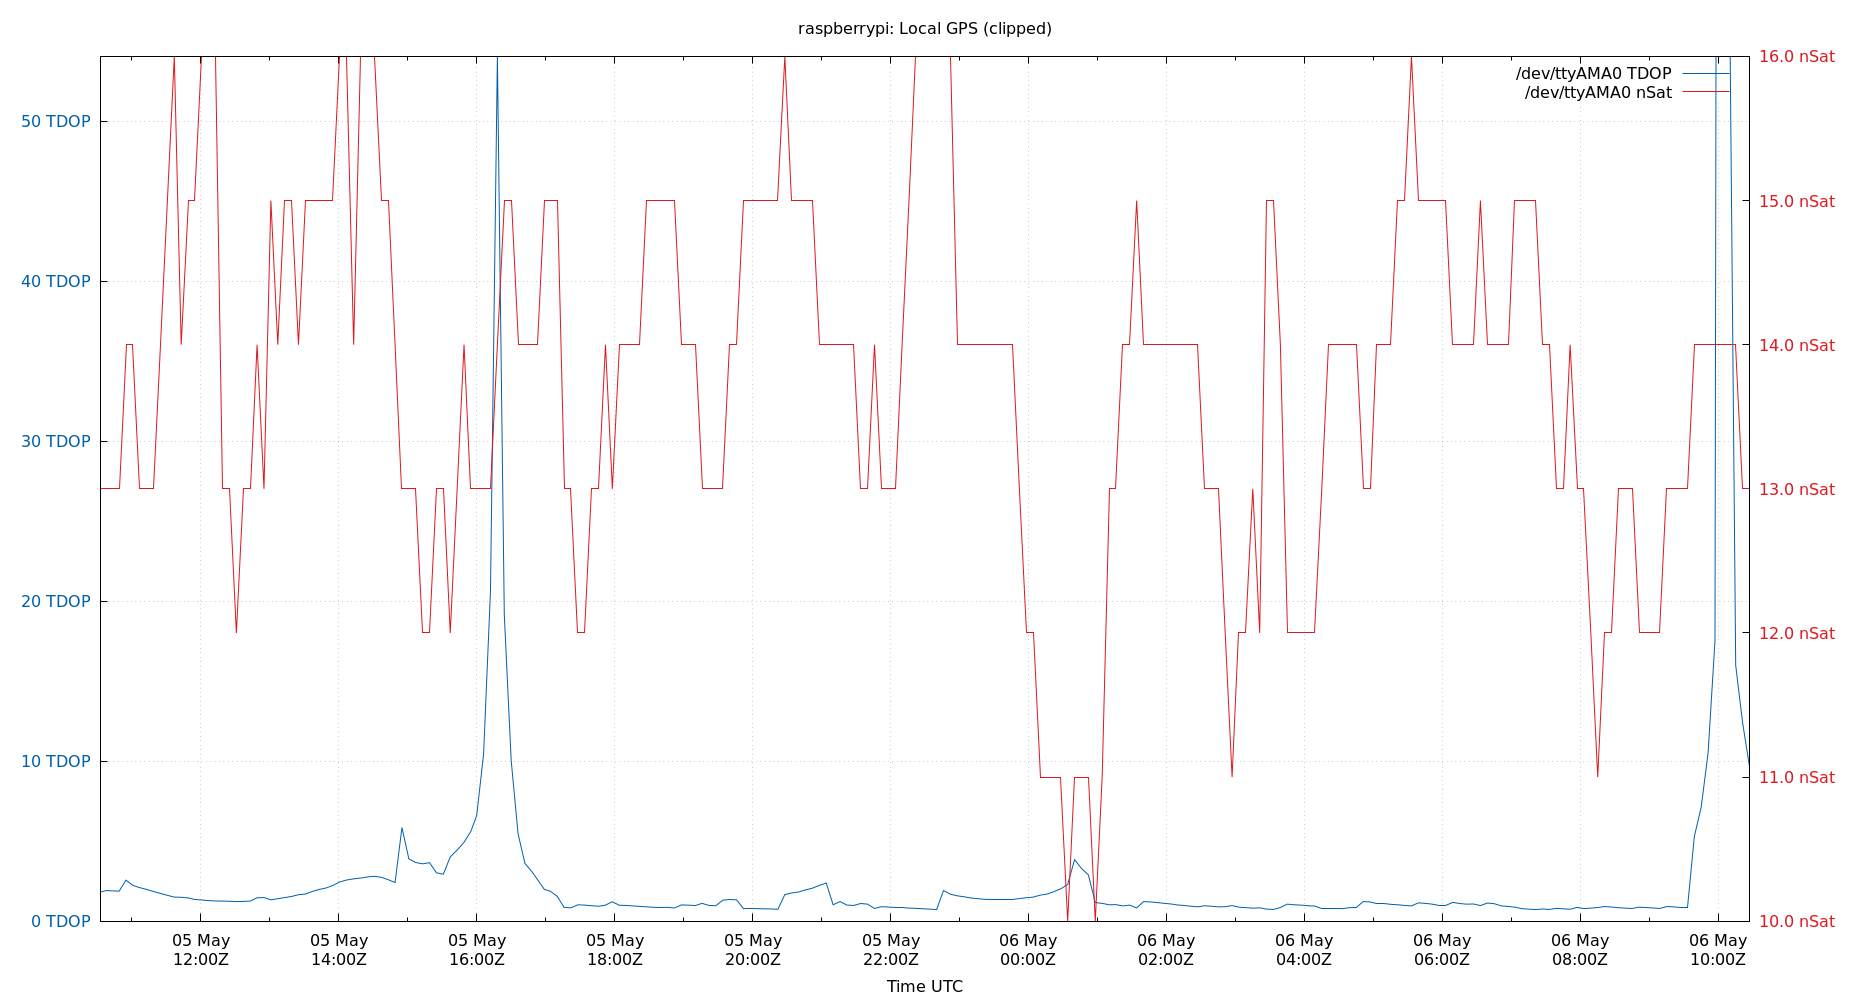 raspberrypi: Local GPS (clipped)
/dev/ttyAMA0 TDOP
/dev/ttyAMA0 nSat
50 TDOP
40 TDOP
30 TDOP
20 TDOP
10 TDOP
0 TDOP
16.0 nSat
15.0 nSat
14.0 nSat
13.0 nSat
12.0 nSat
11.0 nSat
10.0 nSat
05 May
12:00Z
05 May
14:00Z
05 May
16:00Z
05 May
18:00Z
05 May
20:00Z
05 May
22:00Z
06 May
00:00Z
06 May
02:00Z
06 May
04:00Z
06 May
06:00Z
06 May
08:00Z
06 May
10:00Z
Time UTC